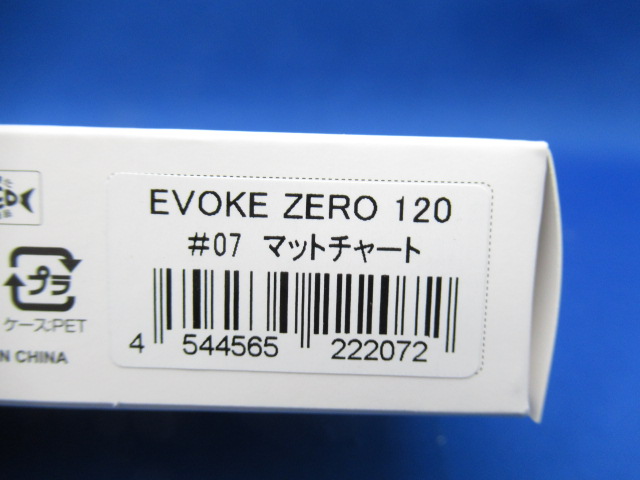 EVOKE ZERO 120
#07 マットチャート
4 544565 222072
プラ
ケース:PET
N CHINA